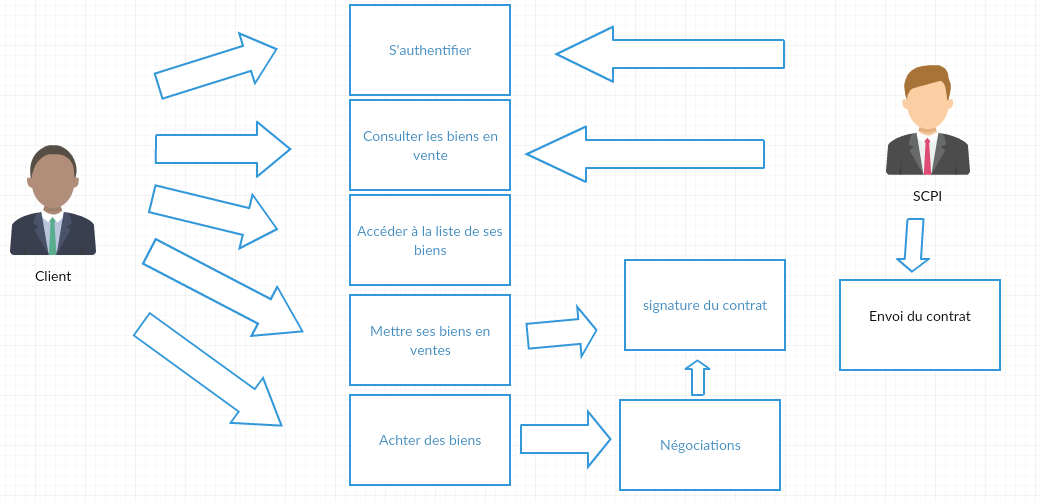 S'authentifier
Consulter les biens en
vente
Accéder à la liste de ses
biens
Mettre ses biens en
ventes
Achter des biens
signature du contrat
Négociations
Envoi du contrat
Client
SCPI